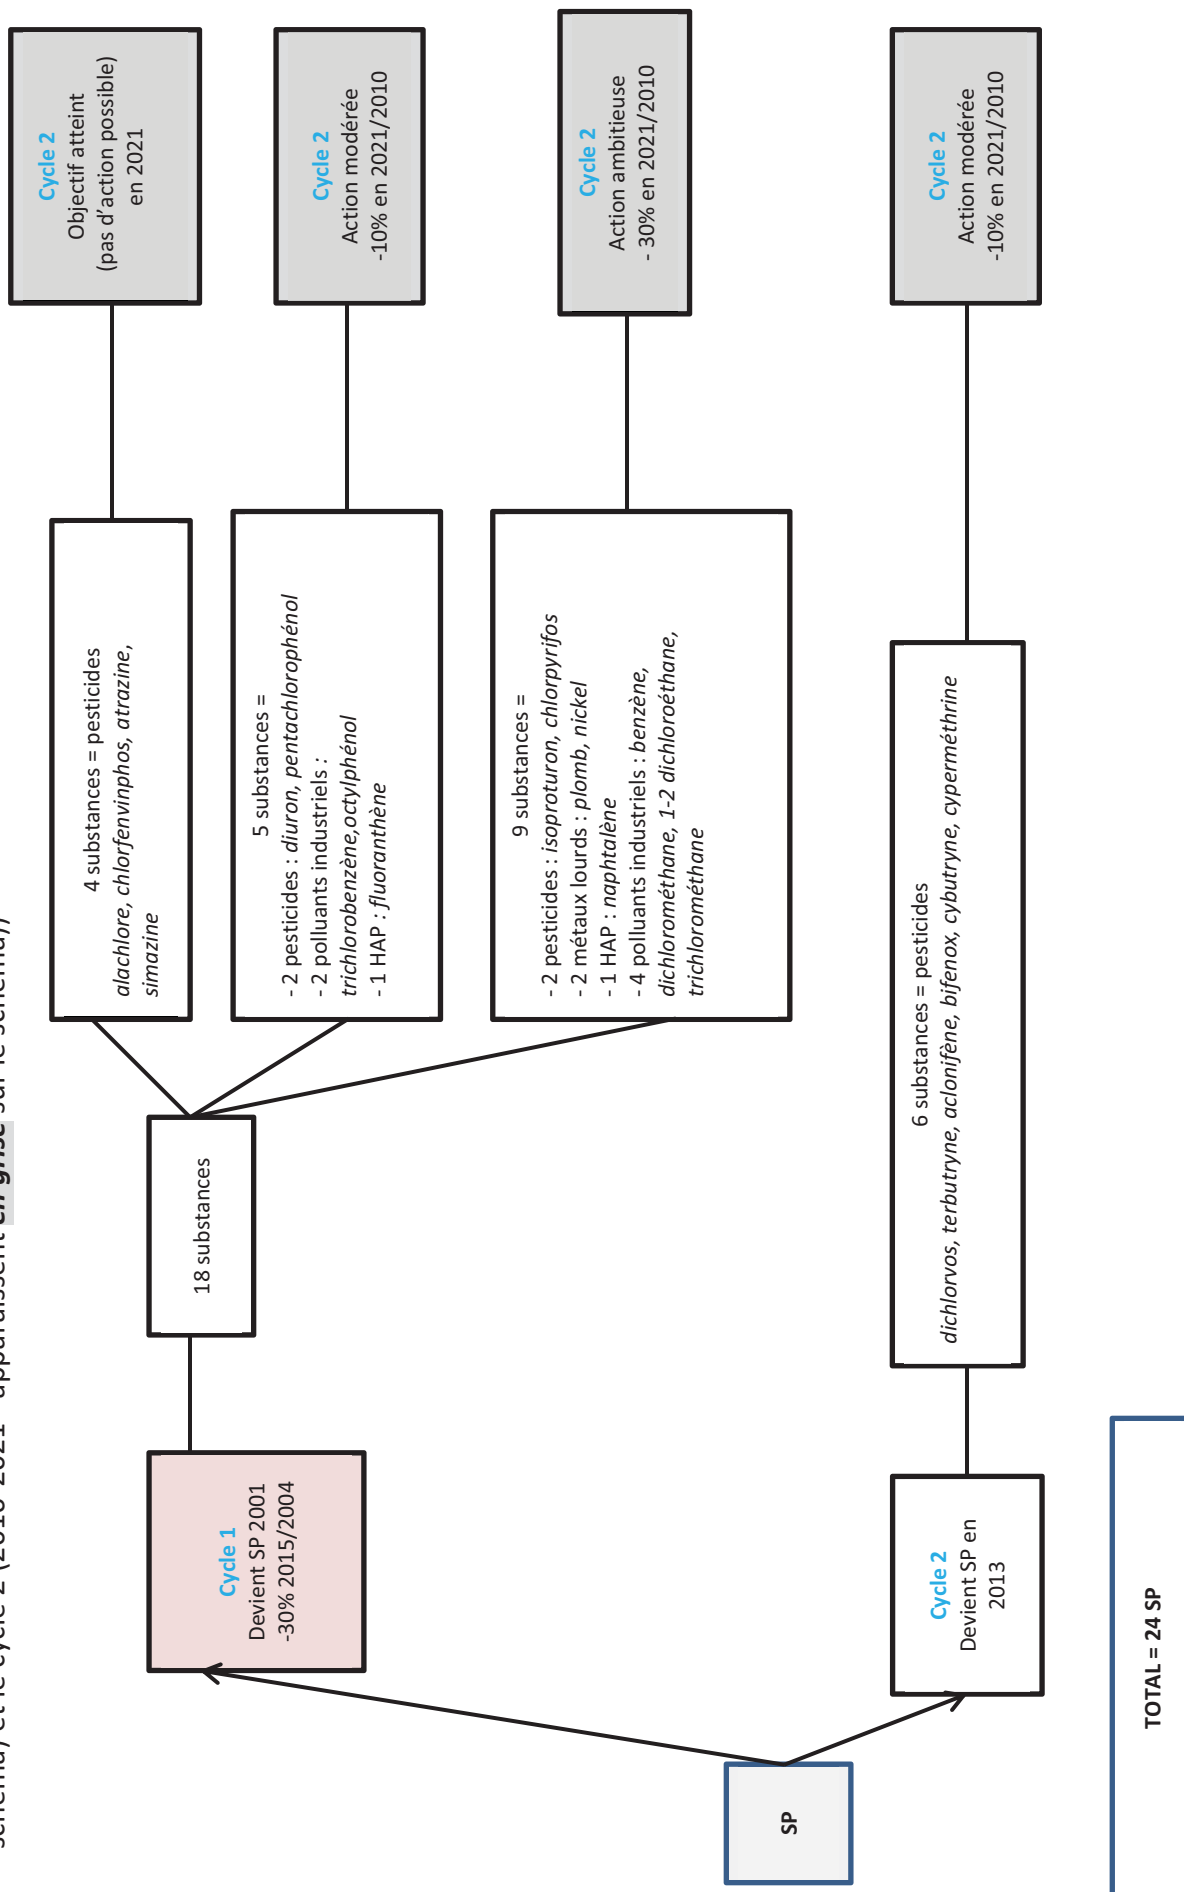 schéma) et le cycle 2 (2016-2021 - apparaissent en grisé sur le schéma))
SP
Cycle 1
Devient SP 2001
-30% 2015/2004
18 substances
4 substances = pesticides
alachlore, chlorfenvinphos, atrazine,
simazine
Cycle 2
Objectif atteint
(pas d'action possible)
en 2021
5 substances =
- 2 pesticides : diuron, pentachlorophénol
- 2 polluants industriels :
trichlorobenzène,octylphénol
- 1 HAP : fluoranthène
Cycle 2
Action modérée
-10% en 2021/2010
9 substances =
- 2 pesticides : isoproturon, chlorpyrifos
- 2 métaux lourds : plomb, nickel
- 1 HAP : naphtalène
- 4 polluants industriels : benzène,
dichlorométhane, 1-2 dichloroéthane,
trichlorométhane
Cycle 2
Action ambitieuse
- 30% en 2021/2010
Cycle 2
Devient SP en
2013
6 substances = pesticides
dichlorvos, terbutryne, aclonifène, bifenox, cybutryne, cyperméthrine
Cycle 2
Action modérée
-10% en 2021/2010
TOTAL = 24 SP